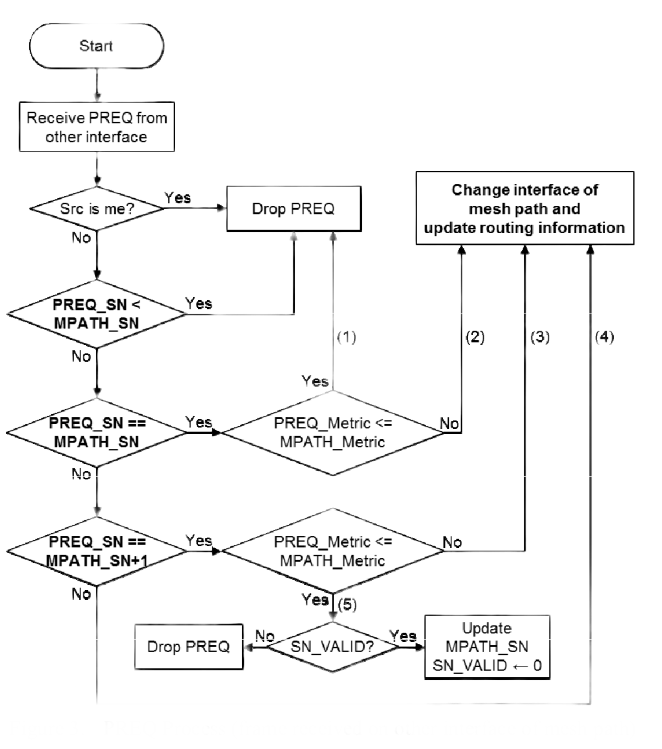 Start
Receive PREQ from
other interface
Src is me?
Yes
No
Drop PREQ
Change interface of
mesh path and
update routing information
PREQ_SN <
MPATH_SN
Yes
No
(1)
(2)
(3)
(4)
PREQ_SN ==
MPATH_SN
Yes
No
PREQ_Metric <=
MPATH_Metric
Yes
No
PREQ_SN ==
MPATH_SN+1
Yes
No
PREQ_Metric <=
MPATH_Metric
No
Yes
(5)
SN_VALID?
No
Yes
Drop PREQ
Update
MPATH_SN
SN_VALID ← 0